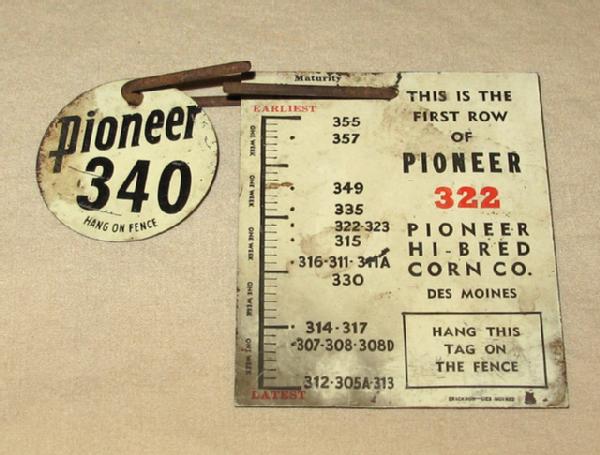 Pioneer
340
HANG ON FENCE
Maturity
EARLIEST
355
357
349
335
322-323
315
316-311-311A
330
314-317
307-308-308D
312-305A-313
LATEST
ONE WEEK
ONE WEEK
ONE WEEK
ONE WEEK
ONE WEEK
THIS IS THE
FIRST ROW
OF
PIONEER
322
PIONEER
HI-BRED
CORN CO.
DES MOINES
HANG THIS
TAG ON
THE FENCE
DES MOINES